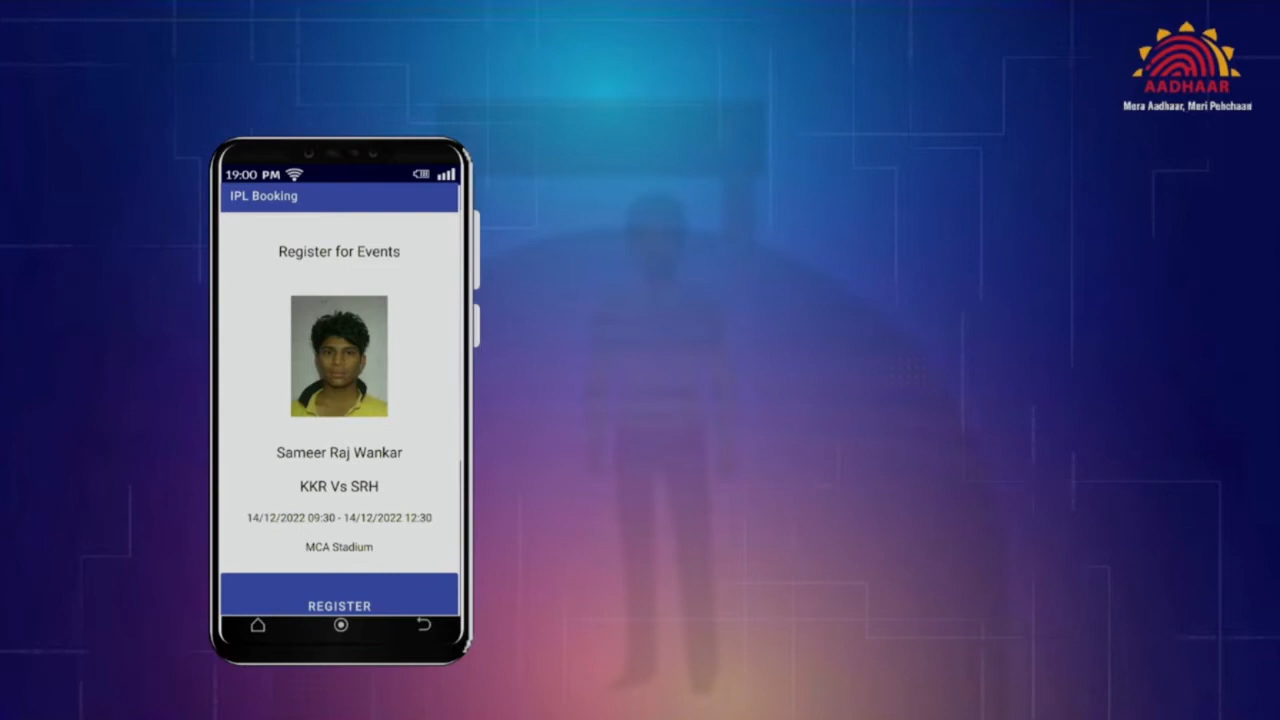 AADHAAR
Mera Aadhaar, Meri Pehchaan
19:00 PM
IPL Booking
Register for Events
Sameer Raj Wankar
KKR Vs SRH
14/12/2022 09:30 - 14/12/2022 12:30
MCA Stadium
REGISTER